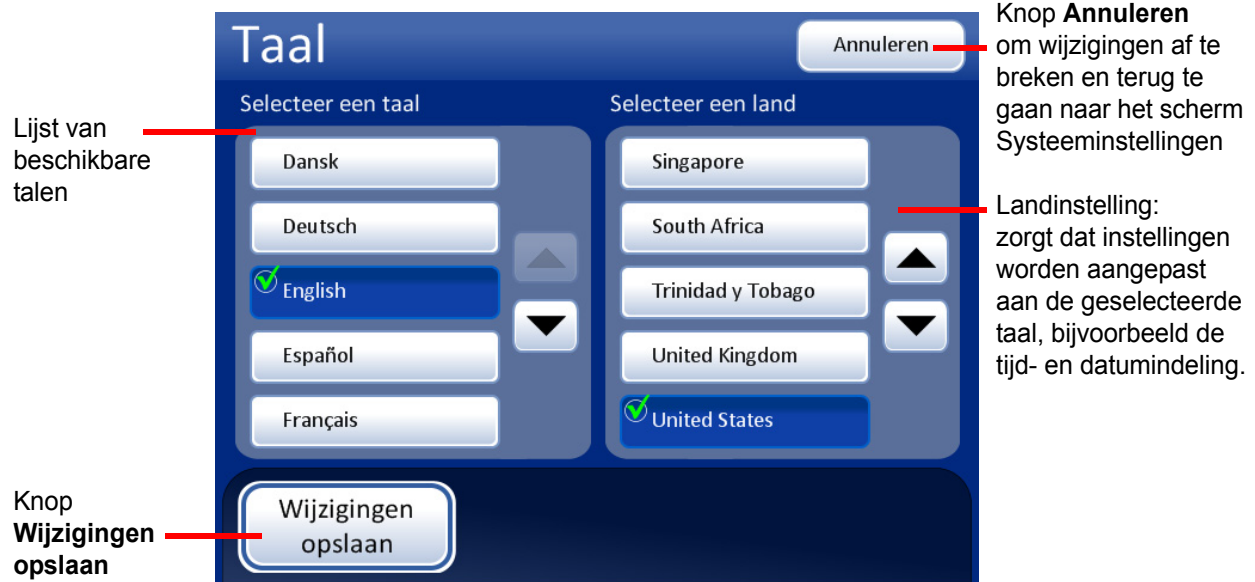 Taal
Annuleren
Selecteer een taal
Dansk
Deutsch
English
Español
Français
Selecteer een land
Singapore
South Africa
Trinidad y Tobago
United Kingdom
United States
Wijzigingen
opslaan
Lijst van
beschikbare
talen
Knop
Wijzigingen
opslaan
Knop Annuleren
om wijzigingen af te
breken en terug te
gaan naar het scherm
Systeeminstellingen
Landinstelling:
zorgt dat instellingen
worden aangepast
aan de geselecteerde
taal, bijvoorbeeld de
tijd- en datumindeling.